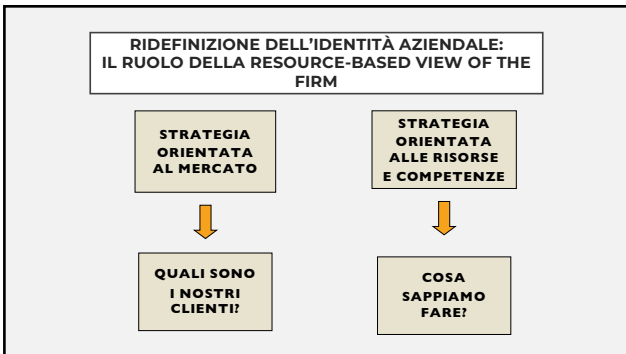 RIDEFINIZIONE DELL'IDENTITÀ AZIENDALE:
IL RUOLO DELLA RESOURCE-BASED VIEW OF THE
FIRM
STRATEGIA
ORIENTATA
AL MERCATO
STRATEGIA
ORIENTATA
ALLE RISORSE
E COMPETENZE
QUALI SONO
I NOSTRI
CLIENTI?
COSA
SAPPIAMO
FARE?